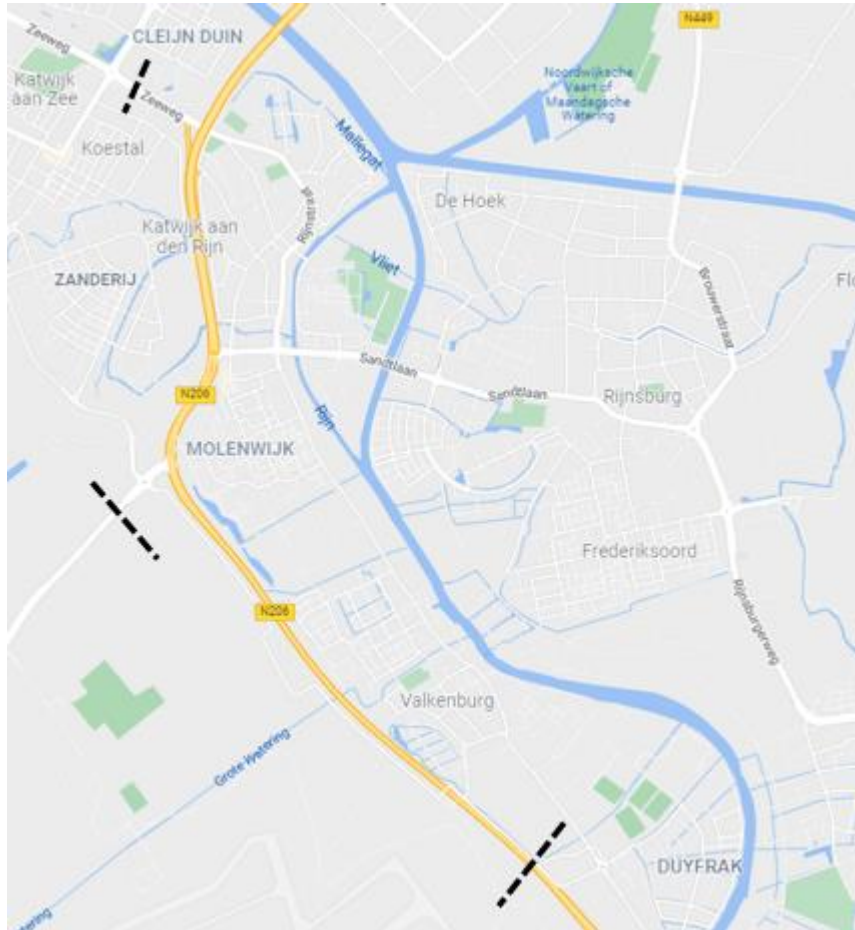 N449
Zeeweg
CLEIJN DUIN
Katwijk
aan Zee
Zeeweg
Koestal
Noordwijksche
Vaart of
Maandagsche
Watering
Mallegat
De Hoek
Rijnstraat
Katwijk aan
den Rijn
Vliet
ZANDERIJ
Brouwerstraat
Flo
Sandtlaan
Sandtlaan
N206
Rijnsburg
Rijn
MOLENWIJK
Frederiksoord
N206
Rijnsburgerweg
Valkenburg
Grote Watering
DUYFRAK
tering